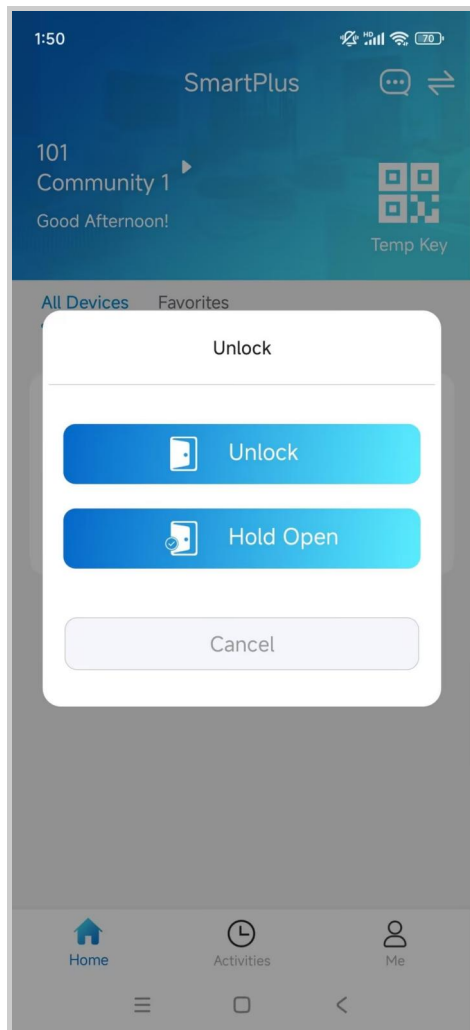 1:50
HD
70
SmartPlus
101
Community 1
Good Afternoon!
Temp Key
All Devices
Favorites
Unlock
Unlock
Hold Open
Cancel
Home
Activities
Me